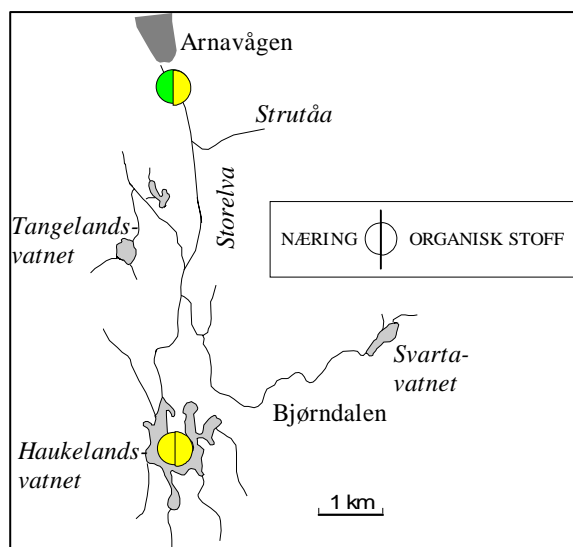 Arnavågen
Strutåa
Storelva
Tangelands-
vatnet
NÆRING ORGANISK STOFF
Svarta-
vatnet
Bjørndalen
Haukelands-
vatnet
1 km